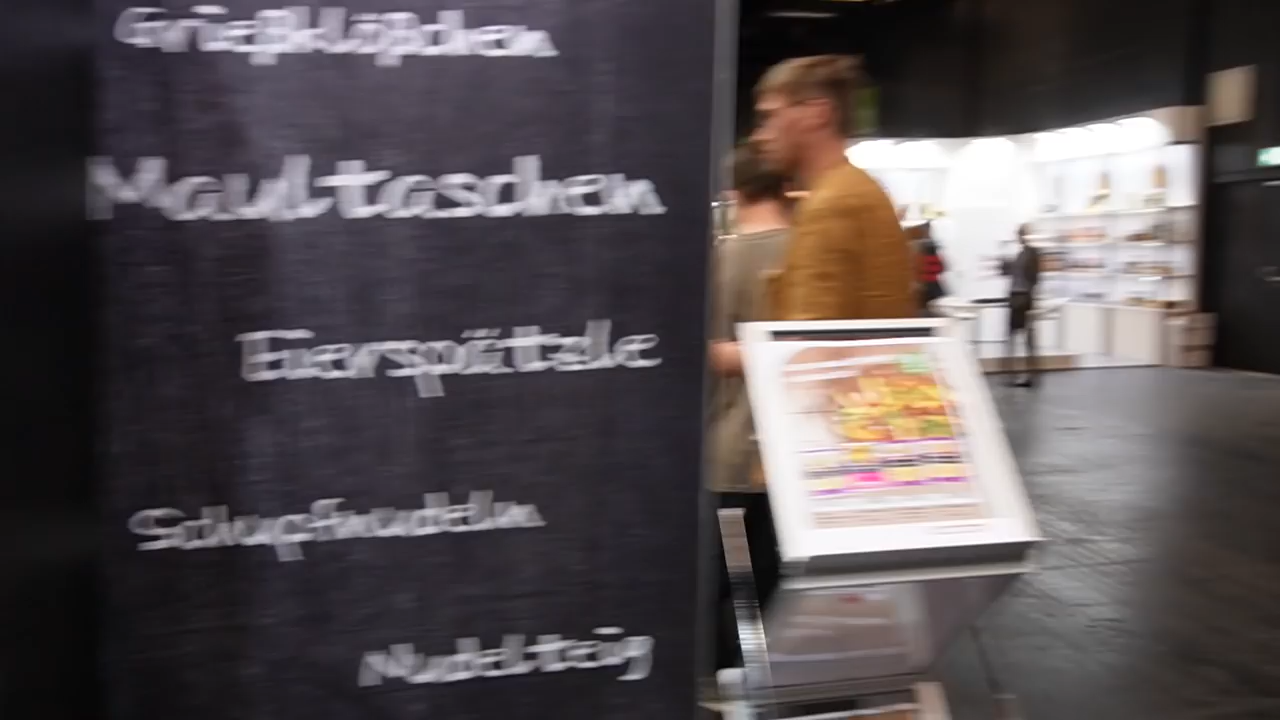 Grießklößchen
Maultaschen
Eierspätzle
Schupfnudeln
Nudelteig